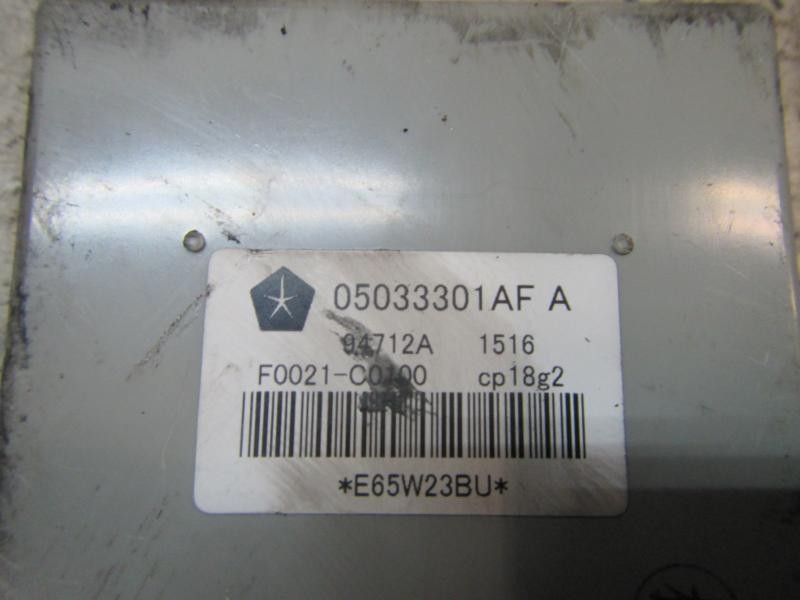 05033301AF A
94712A 1516
F0021-C0100 cp18g2
*E65W23BU*